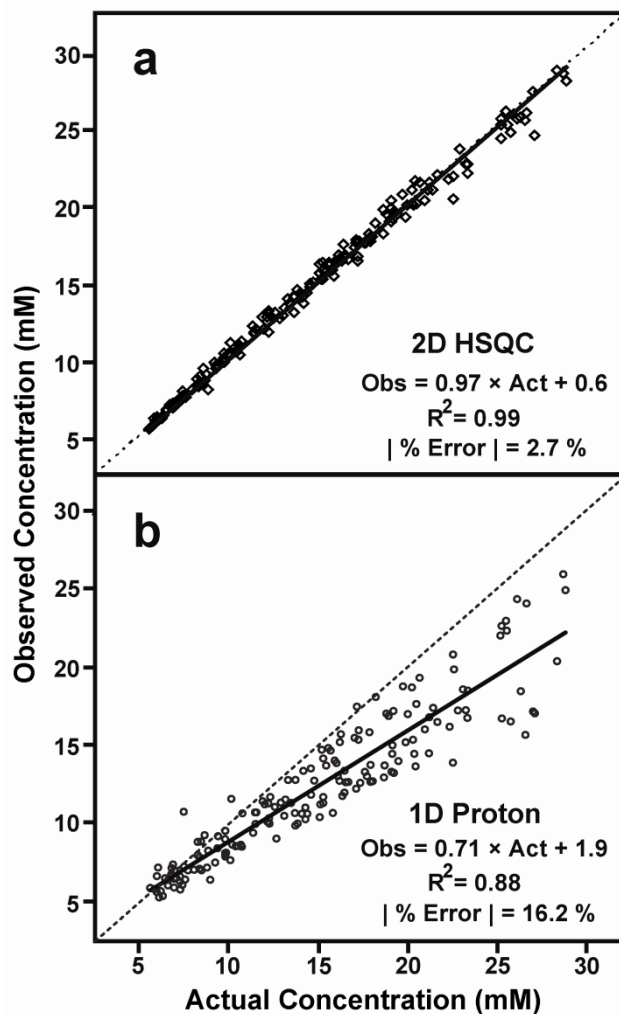 a
30
25
20
15
10
5
2D HSQC
Obs = 0.97 × Act + 0.6
R²= 0.99
| % Error | = 2.7 %
Observed Concentration (mM)
b
30
25
20
15
10
5
1D Proton
Obs = 0.71 × Act + 1.9
R²= 0.88
| % Error | = 16.2 %
5 10 15 20 25 30
Actual Concentration (mM)